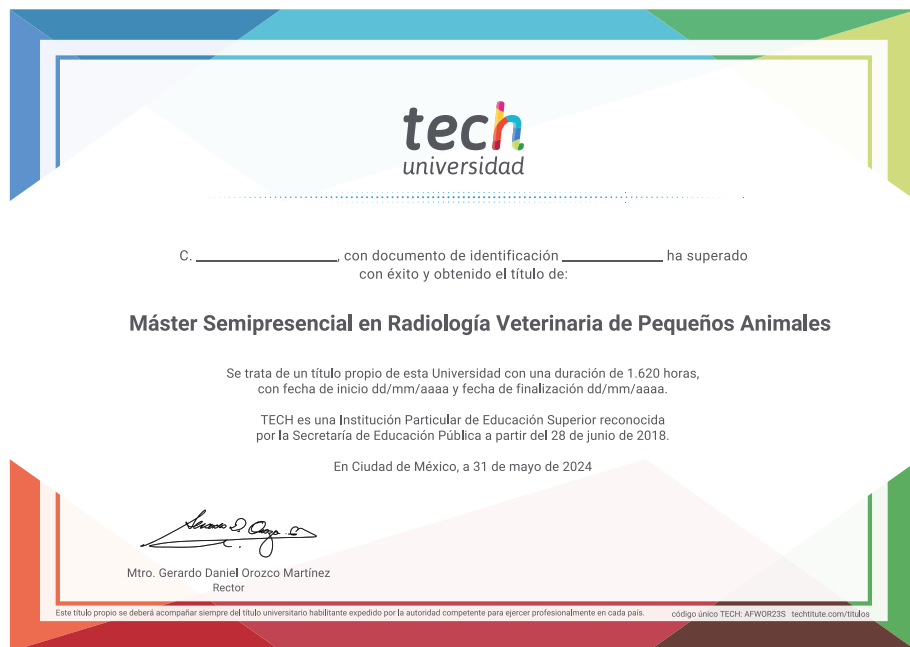 tech
universidad
C. ____________, con documento de identificación ____________ ha superado
con éxito y obtenido el título de:
Máster Semipresencial en Radiología Veterinaria de Pequeños Animales
Se trata de un título propio de esta Universidad con una duración de 1.620 horas,
con fecha de inicio dd/mm/aaaa y fecha de finalización dd/mm/aaaa.
TECH es una Institución Particular de Educación Superior reconocida
por la Secretaría de Educación Pública a partir del 28 de junio de 2018.
En Ciudad de México, a 31 de mayo de 2024
Mtro. Gerardo Daniel Orozco Martínez
Rector
Este título propio se deberá acompañar siempre del título universitario habilitante expedido por la autoridad competente para ejercer profesionalmente en cada país. código único TECH: AFWOR23S techtitute.com/titulos